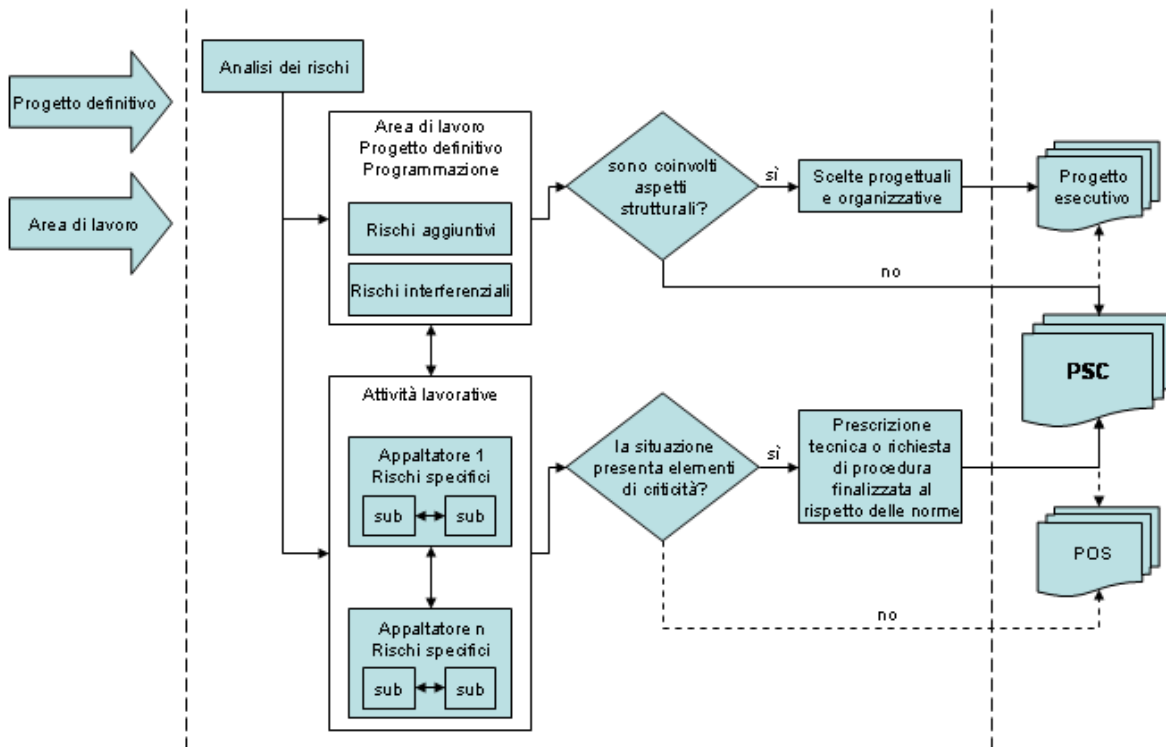 Progetto definitivo
Area di lavoro
Analisi dei rischi
Area di lavoro
Progetto definitivo
Programmazione
Rischi aggiuntivi
Rischi interferenziali
sono coinvolti
aspetti
strutturali?
sì
Scelte progettuali
e organizzative
Progetto
esecutivo
no
PSC
Attività lavorative
Appaltatore 1
Rischi specifici
sub
sub
Appaltatore n
Rischi specifici
sub
sub
la situazione
presenta elementi
di criticità?
sì
Prescrizione
tecnica o richiesta
di procedura
finalizzata al
rispetto delle norme
no
POS